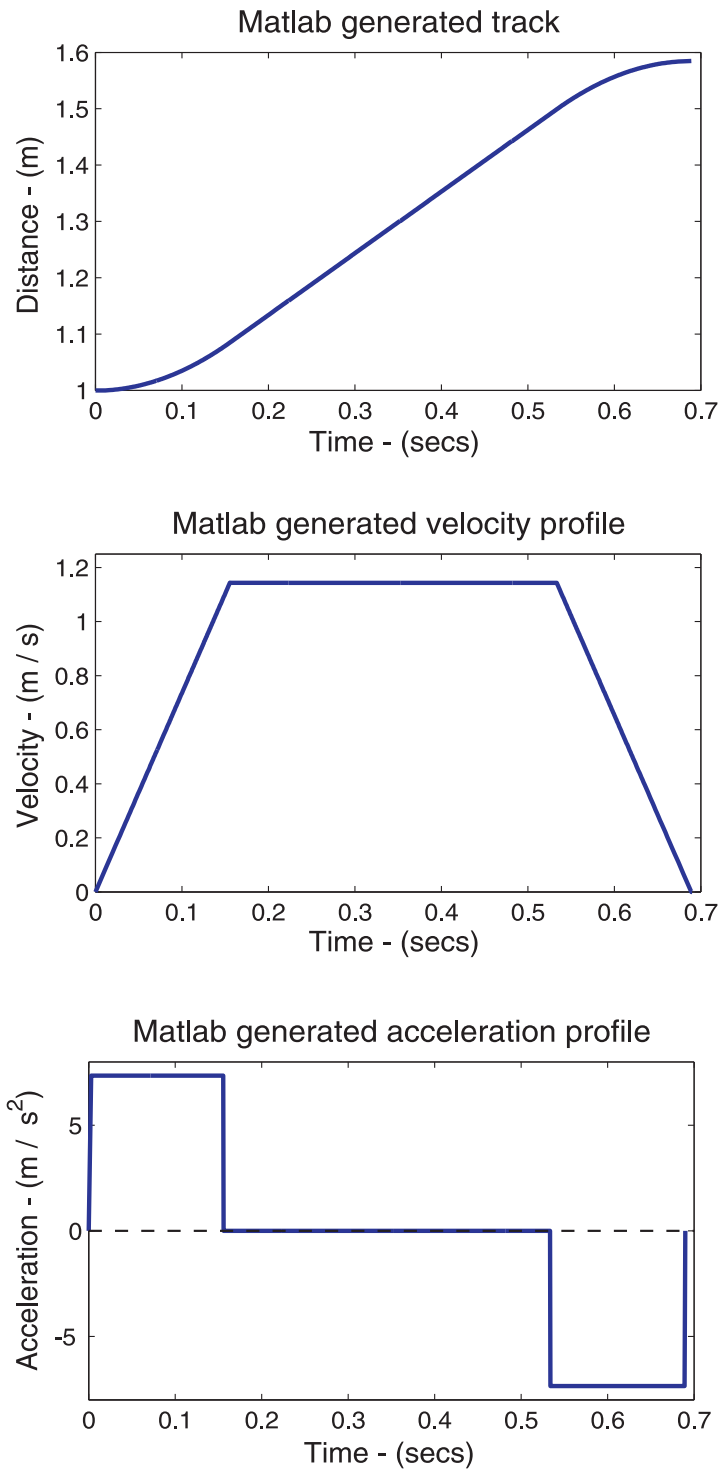 Matlab generated track
1.6
1.5
1.4
1.3
1.2
1.1
1
Distance - (m)
0 0.1 0.2 0.3 0.4 0.5 0.6 0.7
Time - (secs)
Matlab generated velocity profile
1.2
1
0.8
0.6
0.4
0.2
0
Velocity - (m / s)
0 0.1 0.2 0.3 0.4 0.5 0.6 0.7
Time - (secs)
Matlab generated acceleration profile
5
0
-5
Acceleration - (m / s²)
0 0.1 0.2 0.3 0.4 0.5 0.6 0.7
Time - (secs)